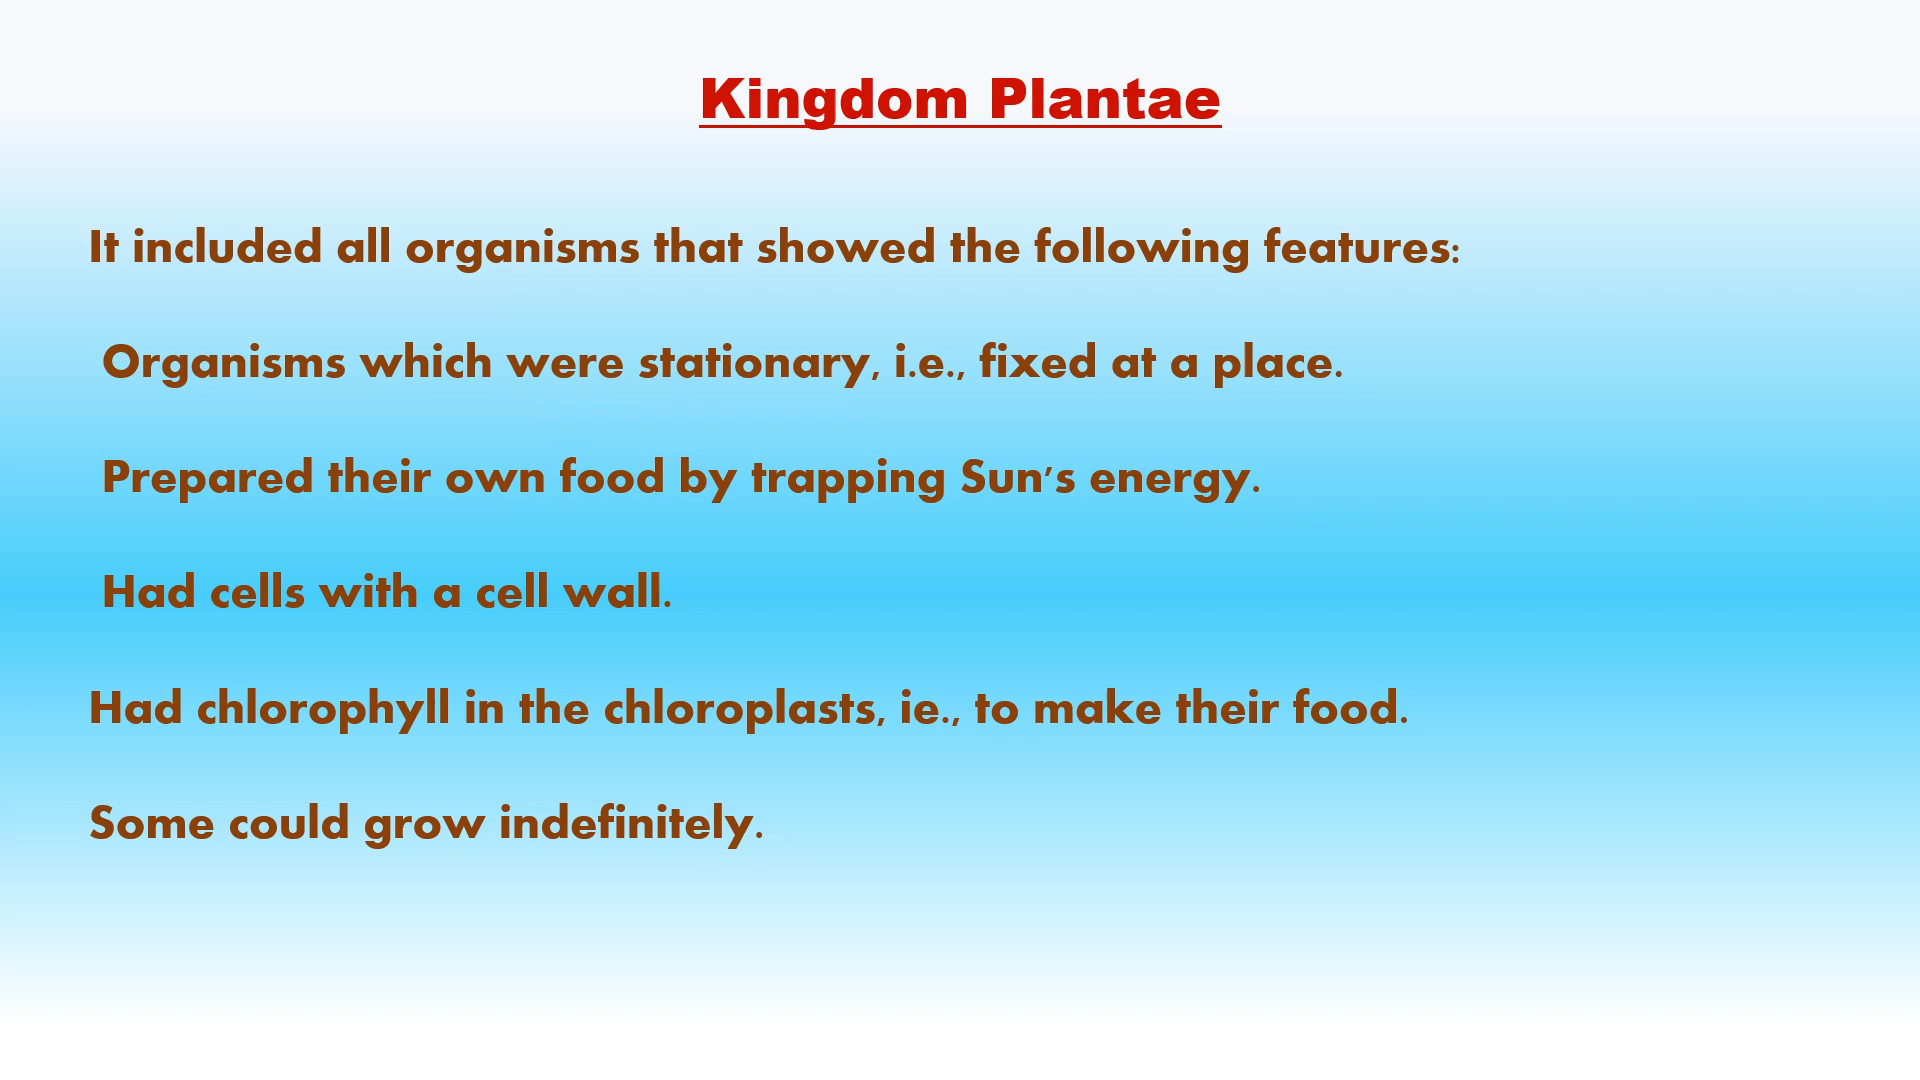 Kingdom Plantae
It included all organisms that showed the following features:
Organisms which were stationary, i.e., fixed at a place.
Prepared their own food by trapping Sun's energy.
Had cells with a cell wall.
Had chlorophyll in the chloroplasts, ie., to make their food.
Some could grow indefinitely.